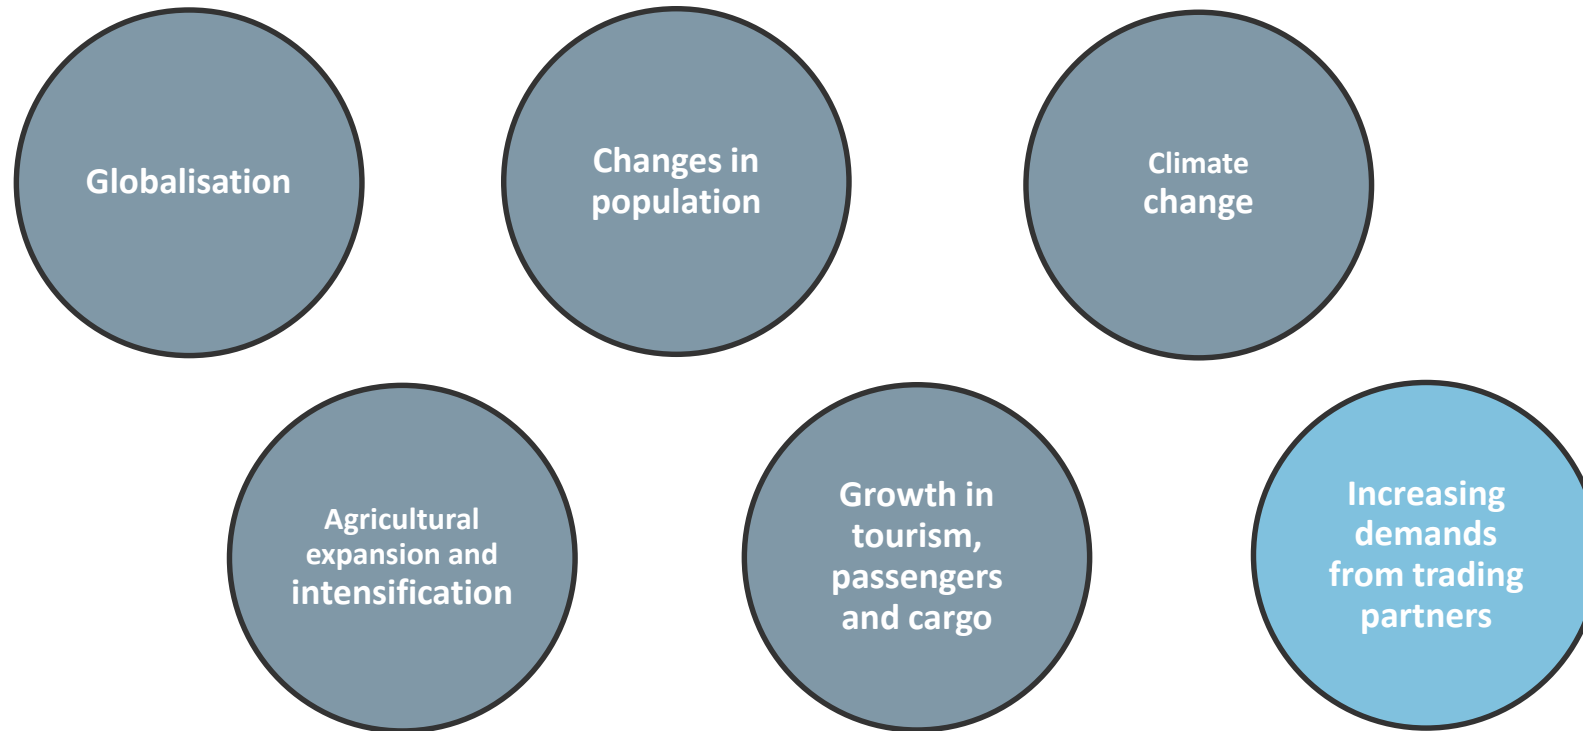 Globalisation
Changes in
population
Climate
change
Agricultural
expansion and
intensification
Growth in
tourism,
passengers
and cargo
Increasing
demands
from trading
partners